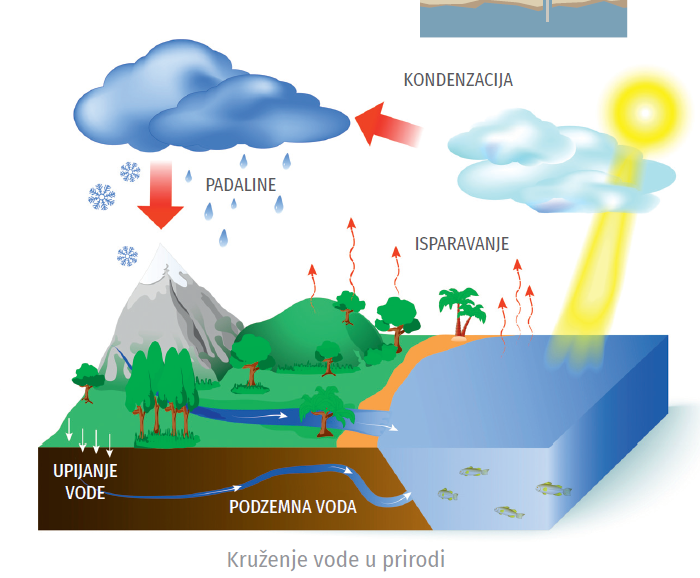 KONDENZACIJA
PADALINE
ISPARAVANJE
UPIJANJE
VODE
PODZEMNA VODA
Kruženje vode u prirodi